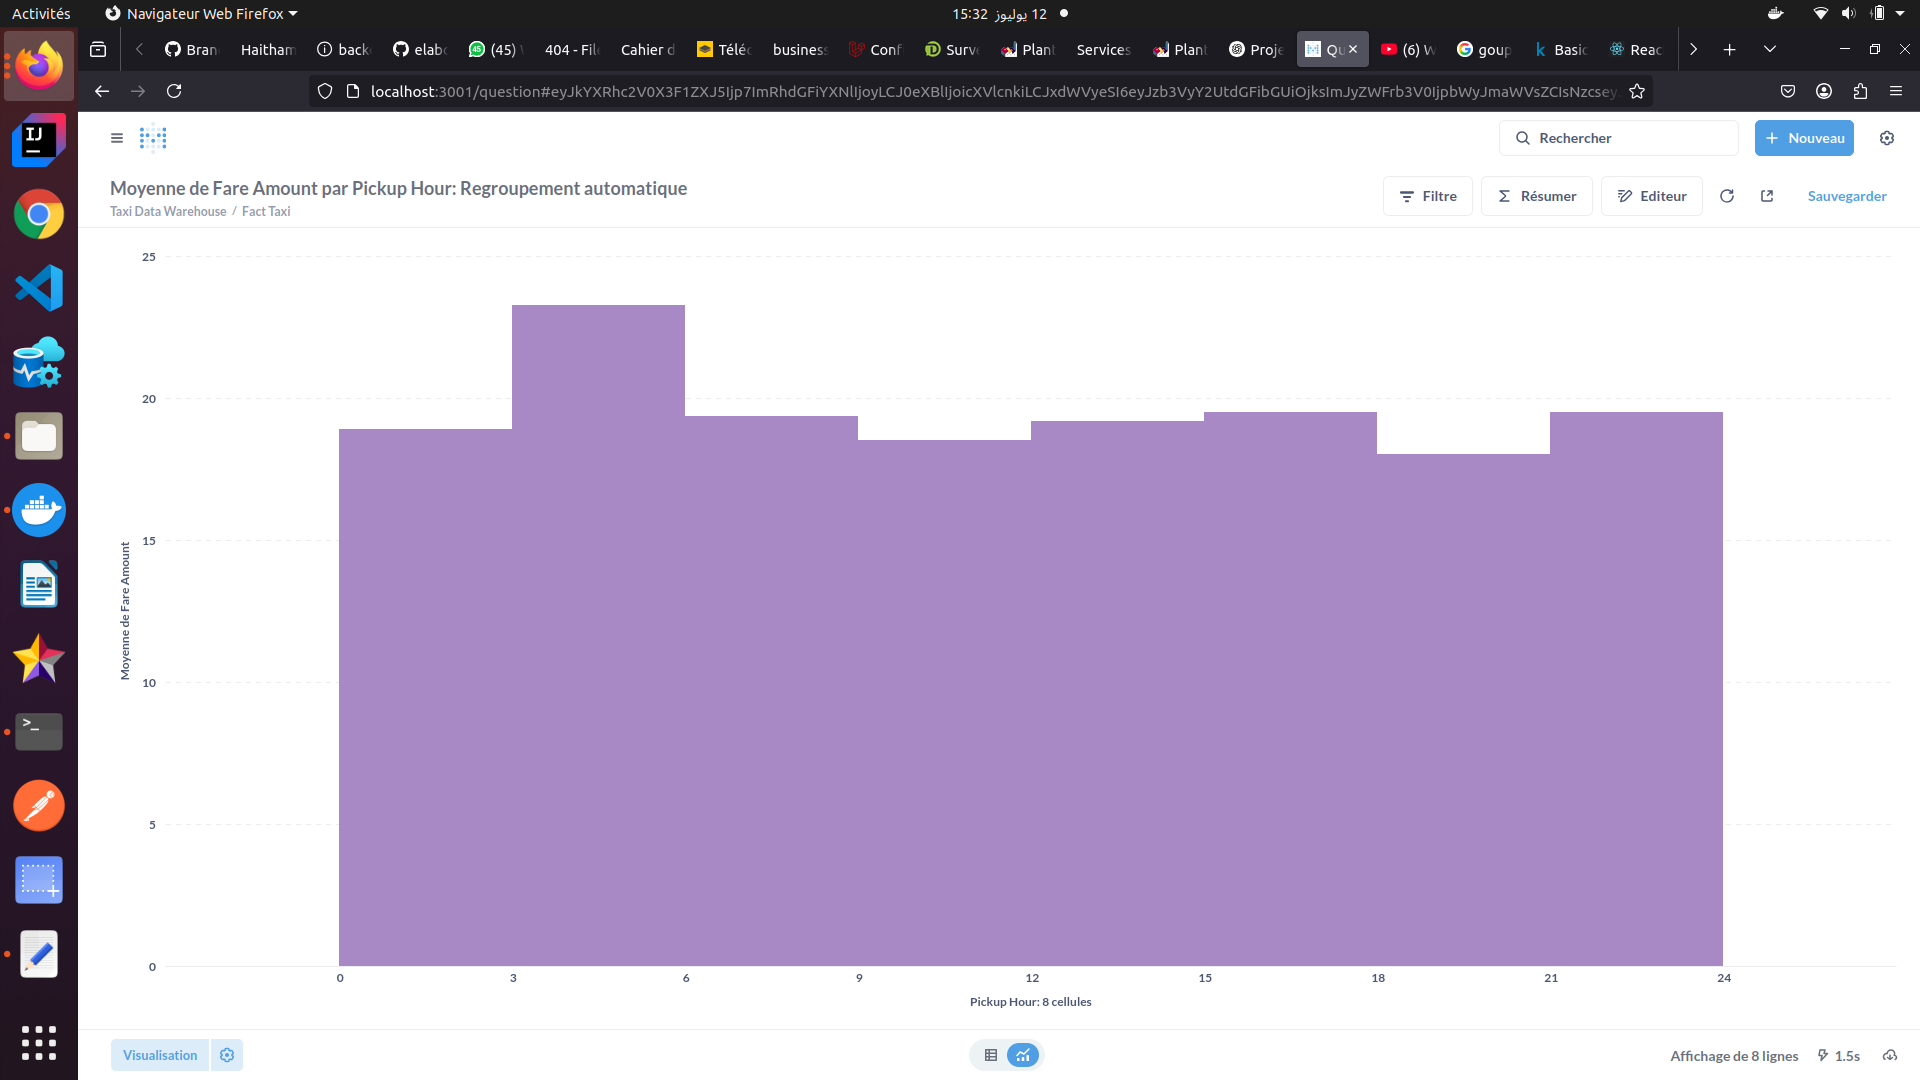 Activités Navigateur Web Firefox 15:32 12 يوليوز
Bran Haitham back elabo (45) 404 - File Cahier d Téléc business Conf Surve Plant Services Plant Proje Qu (6) W goup Basic Reac
localhost:3001/question#eyJkYXRhc2V0X3F1ZXJ5Ijp7ImRhdGFiYXNlIjoyLCJ0eXBlIjoicXVlcnkiLCJxdWVyeSI6eyJzb3VyY2UtdGFibGUiOjksImJyZWFrb3V0IjpbWyJmaWVsZCIsNzcsey
Rechercher
Nouveau
Moyenne de Fare Amount par Pickup Hour: Regroupement automatique
Taxi Data Warehouse / Fact Taxi
Filtre Résumer Editeur Sauvegarder
25
20
15
10
5
0
Moyenne de Fare Amount
0 3 6 9 12 15 18 21 24
Pickup Hour: 8 cellules
Visualisation
Affichage de 8 lignes 1.5s